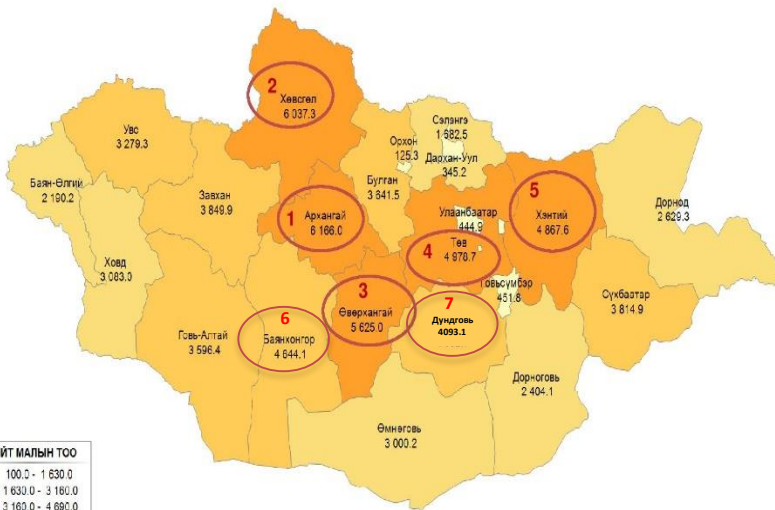 2
Хөвсгөл
6 037.3
Увс
3 279.3
Сэлэнгэ
1 682.5
Орхон
125.3
Дархан-Уул
345.2
Баян-Өлгий
2 190.2
Завхан
3 849.9
Булган
3 841.5
1
Архангай
6 166.0
Улаанбаатар
444.9
5
Хэнтий
4 867.6
Дорнод
2 629.3
4
Төв
4 978.7
Ховд
3 083.0
3
Өвөрхангай
5 625.0
Говьсүмбэр
451.8
7
Дундговь
4093.1
Сүхбаатар
3 814.9
6
Баянхонгор
4 644.1
Говь-Алтай
3 596.4
Дорноговь
2 404.1
Өмнөговь
3 000.2
ЙТ МАЛЫН ТОО
100.0 - 1 630.0
1 630.0 - 3 160.0
3 160.0 - 4 690.0